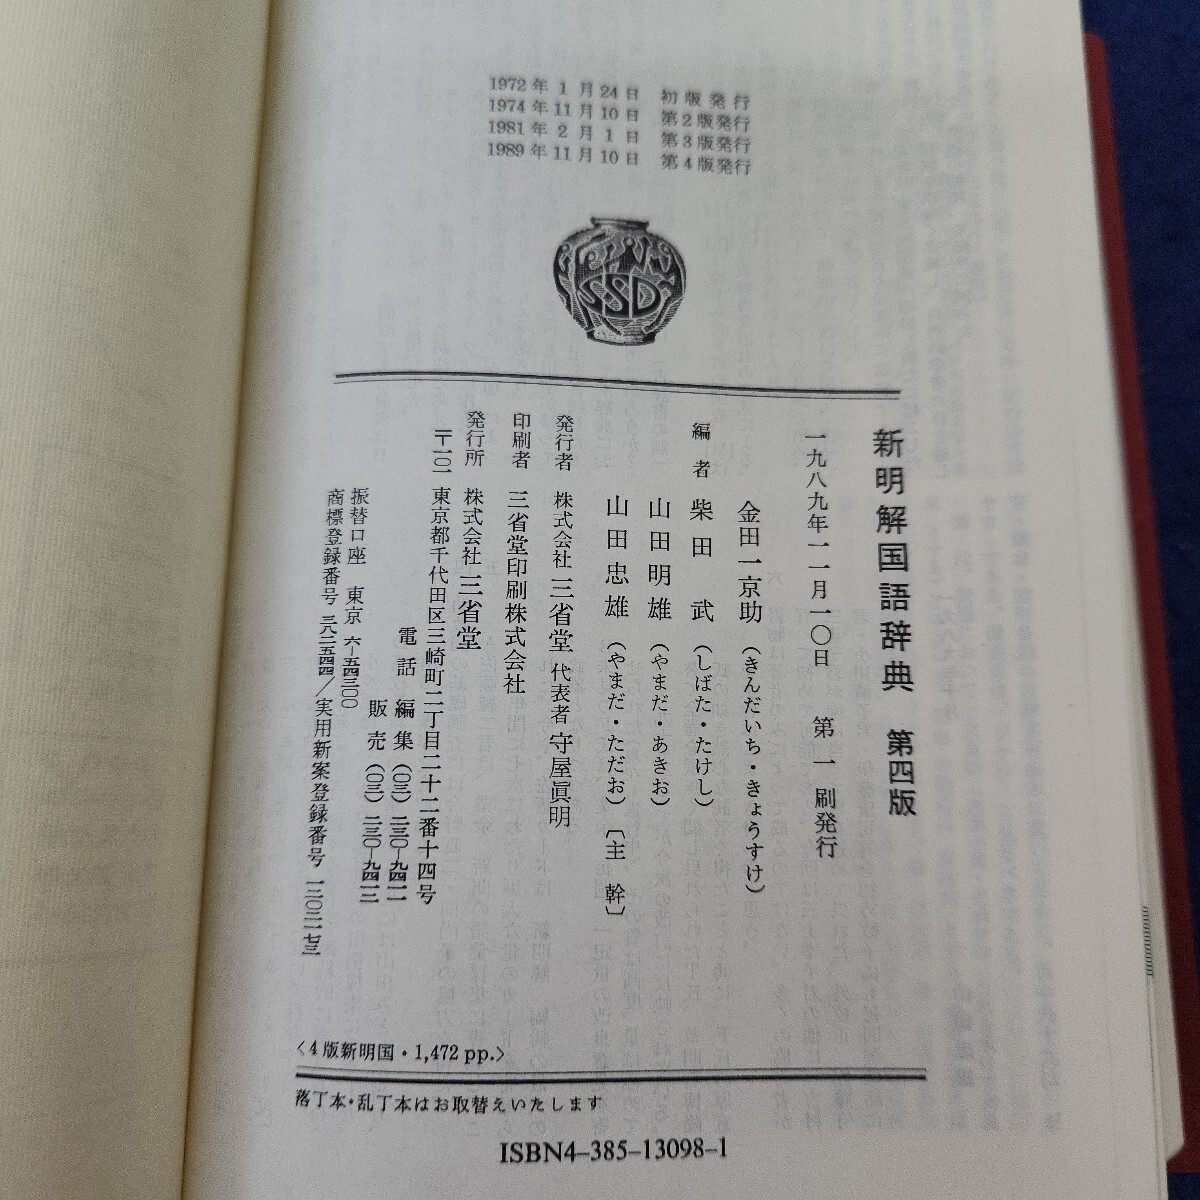 1972年 1 月 24日 初版発行
1974年11月10日 第2版発行
1981年 2 月 1 日 第3版発行
1989年11月10日 第4版発行
SSD
新明解国語辞典 第四版
一九八九年一一月一〇日 第一刷発行
金田一京助 (きんだいち・きょうすけ)
編者 柴田 武 (しばた・たけし)
山田明雄 (やまだ・あきお)
山田忠雄 (やまだ・ただお) 〔主 幹〕
発行者 株式会社 三省堂 代表者 守屋眞明
印刷者 三省堂印刷株式会社
発行所 株式会社 三省堂
〒一〇一 東京都千代田区三崎町二丁目二十二番十四号
電話 編集 (〇三) 二三〇-九四一一
販売 (〇三) 二三〇-九四一二
振替口座 東京 六-五四三〇〇
商標登録番号 三八二五四四/実用新案登録番号
〈4版新明国・1,472 pp.〉
落丁本・乱丁本はお取替えいたします
ISBN4-385-13098-1